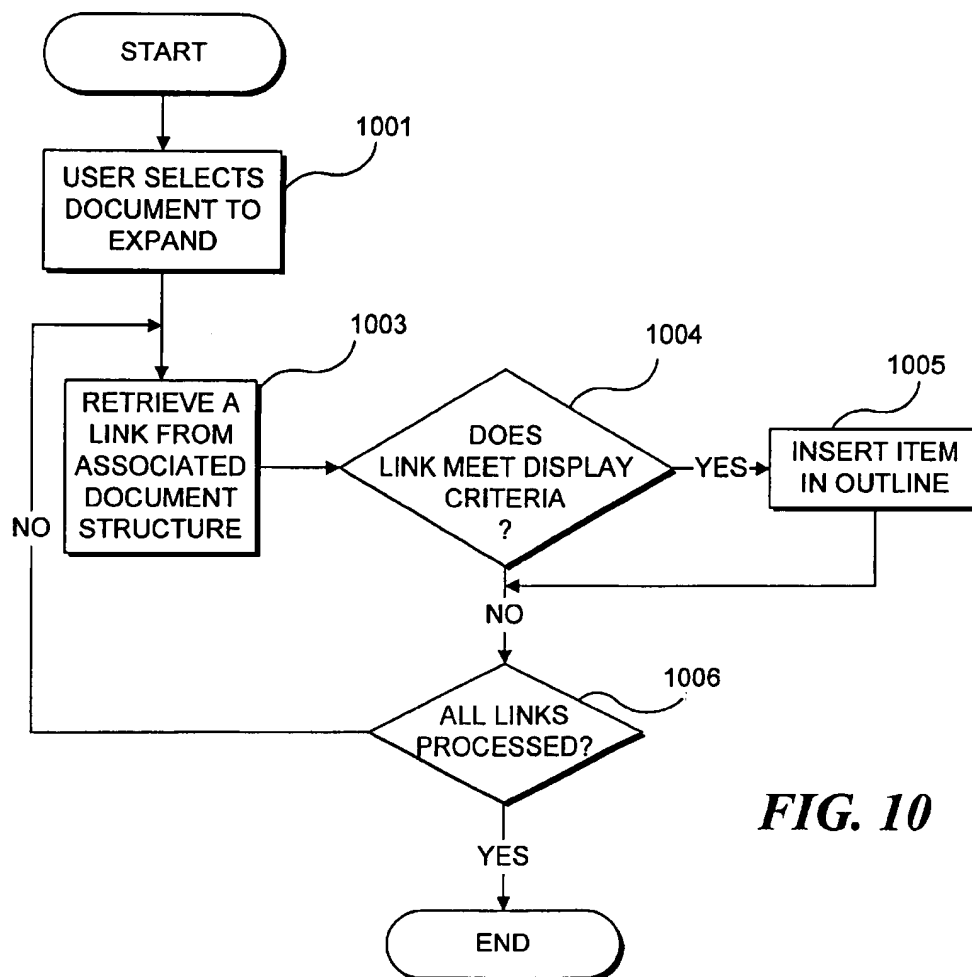 START
1001
USER SELECTS
DOCUMENT TO
EXPAND
1003
RETRIEVE A
LINK FROM
ASSOCIATED
DOCUMENT
STRUCTURE
1004
DOES
LINK MEET DISPLAY
CRITERIA
?
YES
1005
INSERT ITEM
IN OUTLINE
NO
NO
1006
ALL LINKS
PROCESSED?
YES
END
FIG. 10